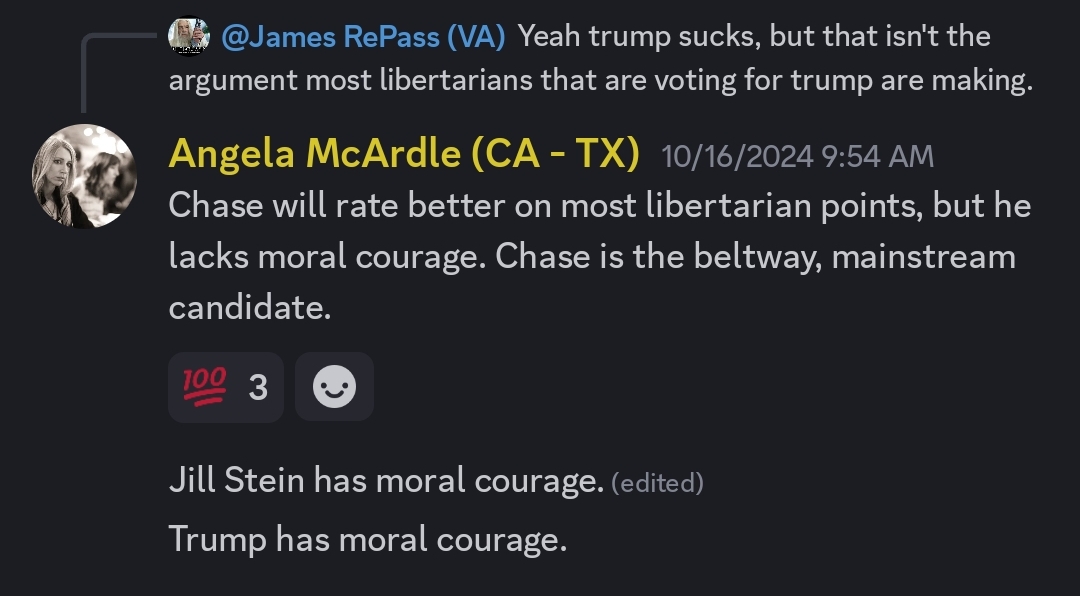 @James RePass (VA) Yeah trump sucks, but that isn't the
argument most libertarians that are voting for trump are making.
Angela McArdle (CA - TX) 10/16/2024 9:54 AM
Chase will rate better on most libertarian points, but he
lacks moral courage. Chase is the beltway, mainstream
candidate.
💯 3
Jill Stein has moral courage. (edited)
Trump has moral courage.